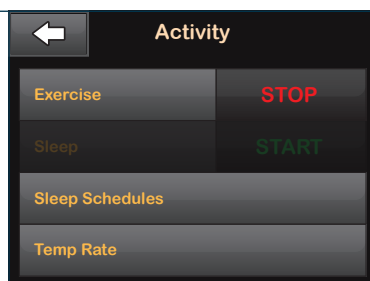 Activity
Exercise STOP
Sleep START
Sleep Schedules
Temp Rate